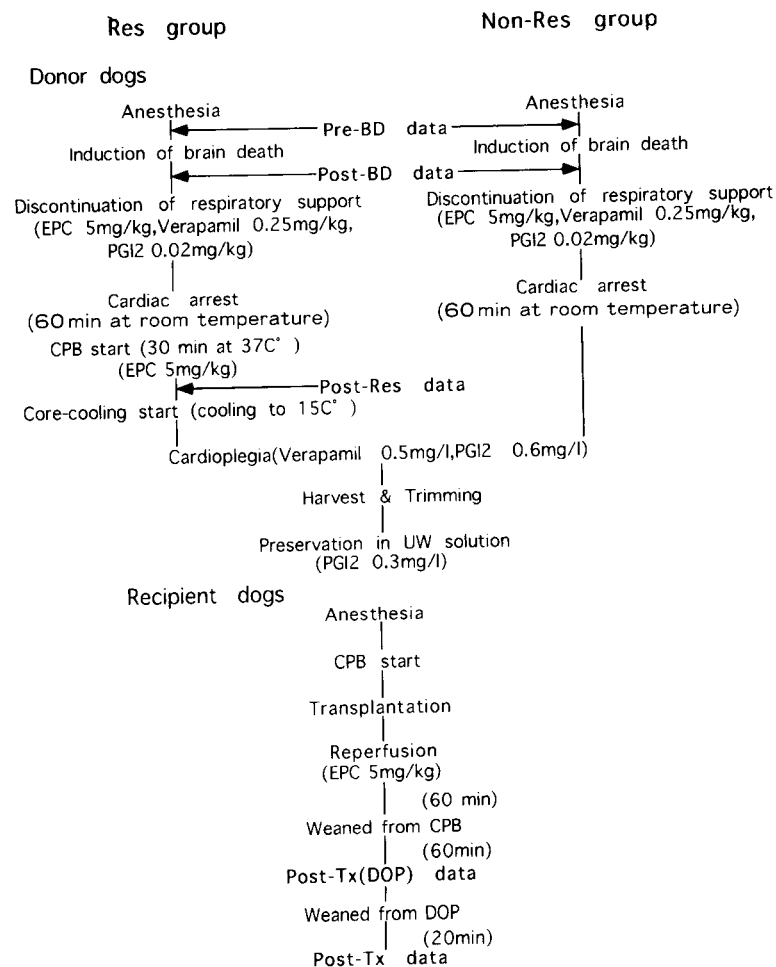 Res group
Non-Res group
Donor dogs
Anesthesia
Anesthesia
Pre-BD data
Induction of brain death
Induction of brain death
Post-BD data
Discontinuation of respiratory support
(EPC 5mg/kg,Verapamil 0.25mg/kg,
PGI2 0.02mg/kg)
Discontinuation of respiratory support
(EPC 5mg/kg,Verapamil 0.25mg/kg,
PGI2 0.02mg/kg)
Cardiac arrest
(60min at room temperature)
Cardiac arrest
(60min at room temperature)
CPB start (30 min at 37C°)
(EPC 5mg/kg)
Post-Res data
Core-cooling start (cooling to 15C°)
Cardioplegia(Verapamil 0.5mg/l,PGI2 0.6mg/l)
Harvest & Trimming
Preservation in UW solution
(PGI2 0.3mg/l)
Recipient dogs
Anesthesia
CPB start
Transplantation
Reperfusion
(EPC 5mg/kg)
(60 min)
Weaned from CPB
(60min)
Post-Tx(DOP) data
Weaned from DOP
(20min)
Post-Tx data